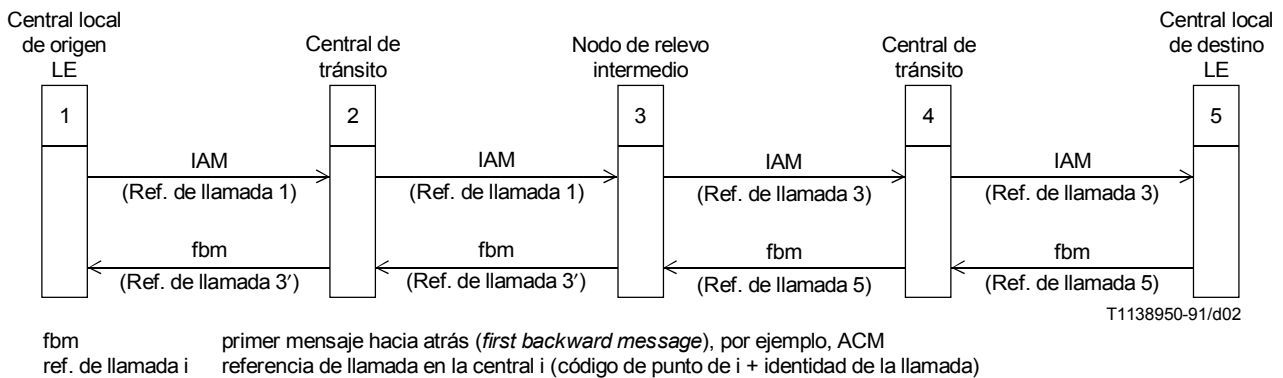 Central local
de origen
LE
Central de
tránsito
Nodo de relevo
intermedio
Central de
tránsito
Central local
de destino
LE
1
2
3
4
5
IAM
IAM
IAM
IAM
(Ref. de llamada 1)
(Ref. de llamada 1)
(Ref. de llamada 3)
(Ref. de llamada 3)
fbm
fbm
fbm
fbm
(Ref. de llamada 3′)
(Ref. de llamada 3′)
(Ref. de llamada 5)
(Ref. de llamada 5)
T1138950-91/d02
fbm primer mensaje hacia atrás (first backward message), por ejemplo, ACM
ref. de llamada i referencia de llamada en la central i (código de punto de i + identidad de la llamada)